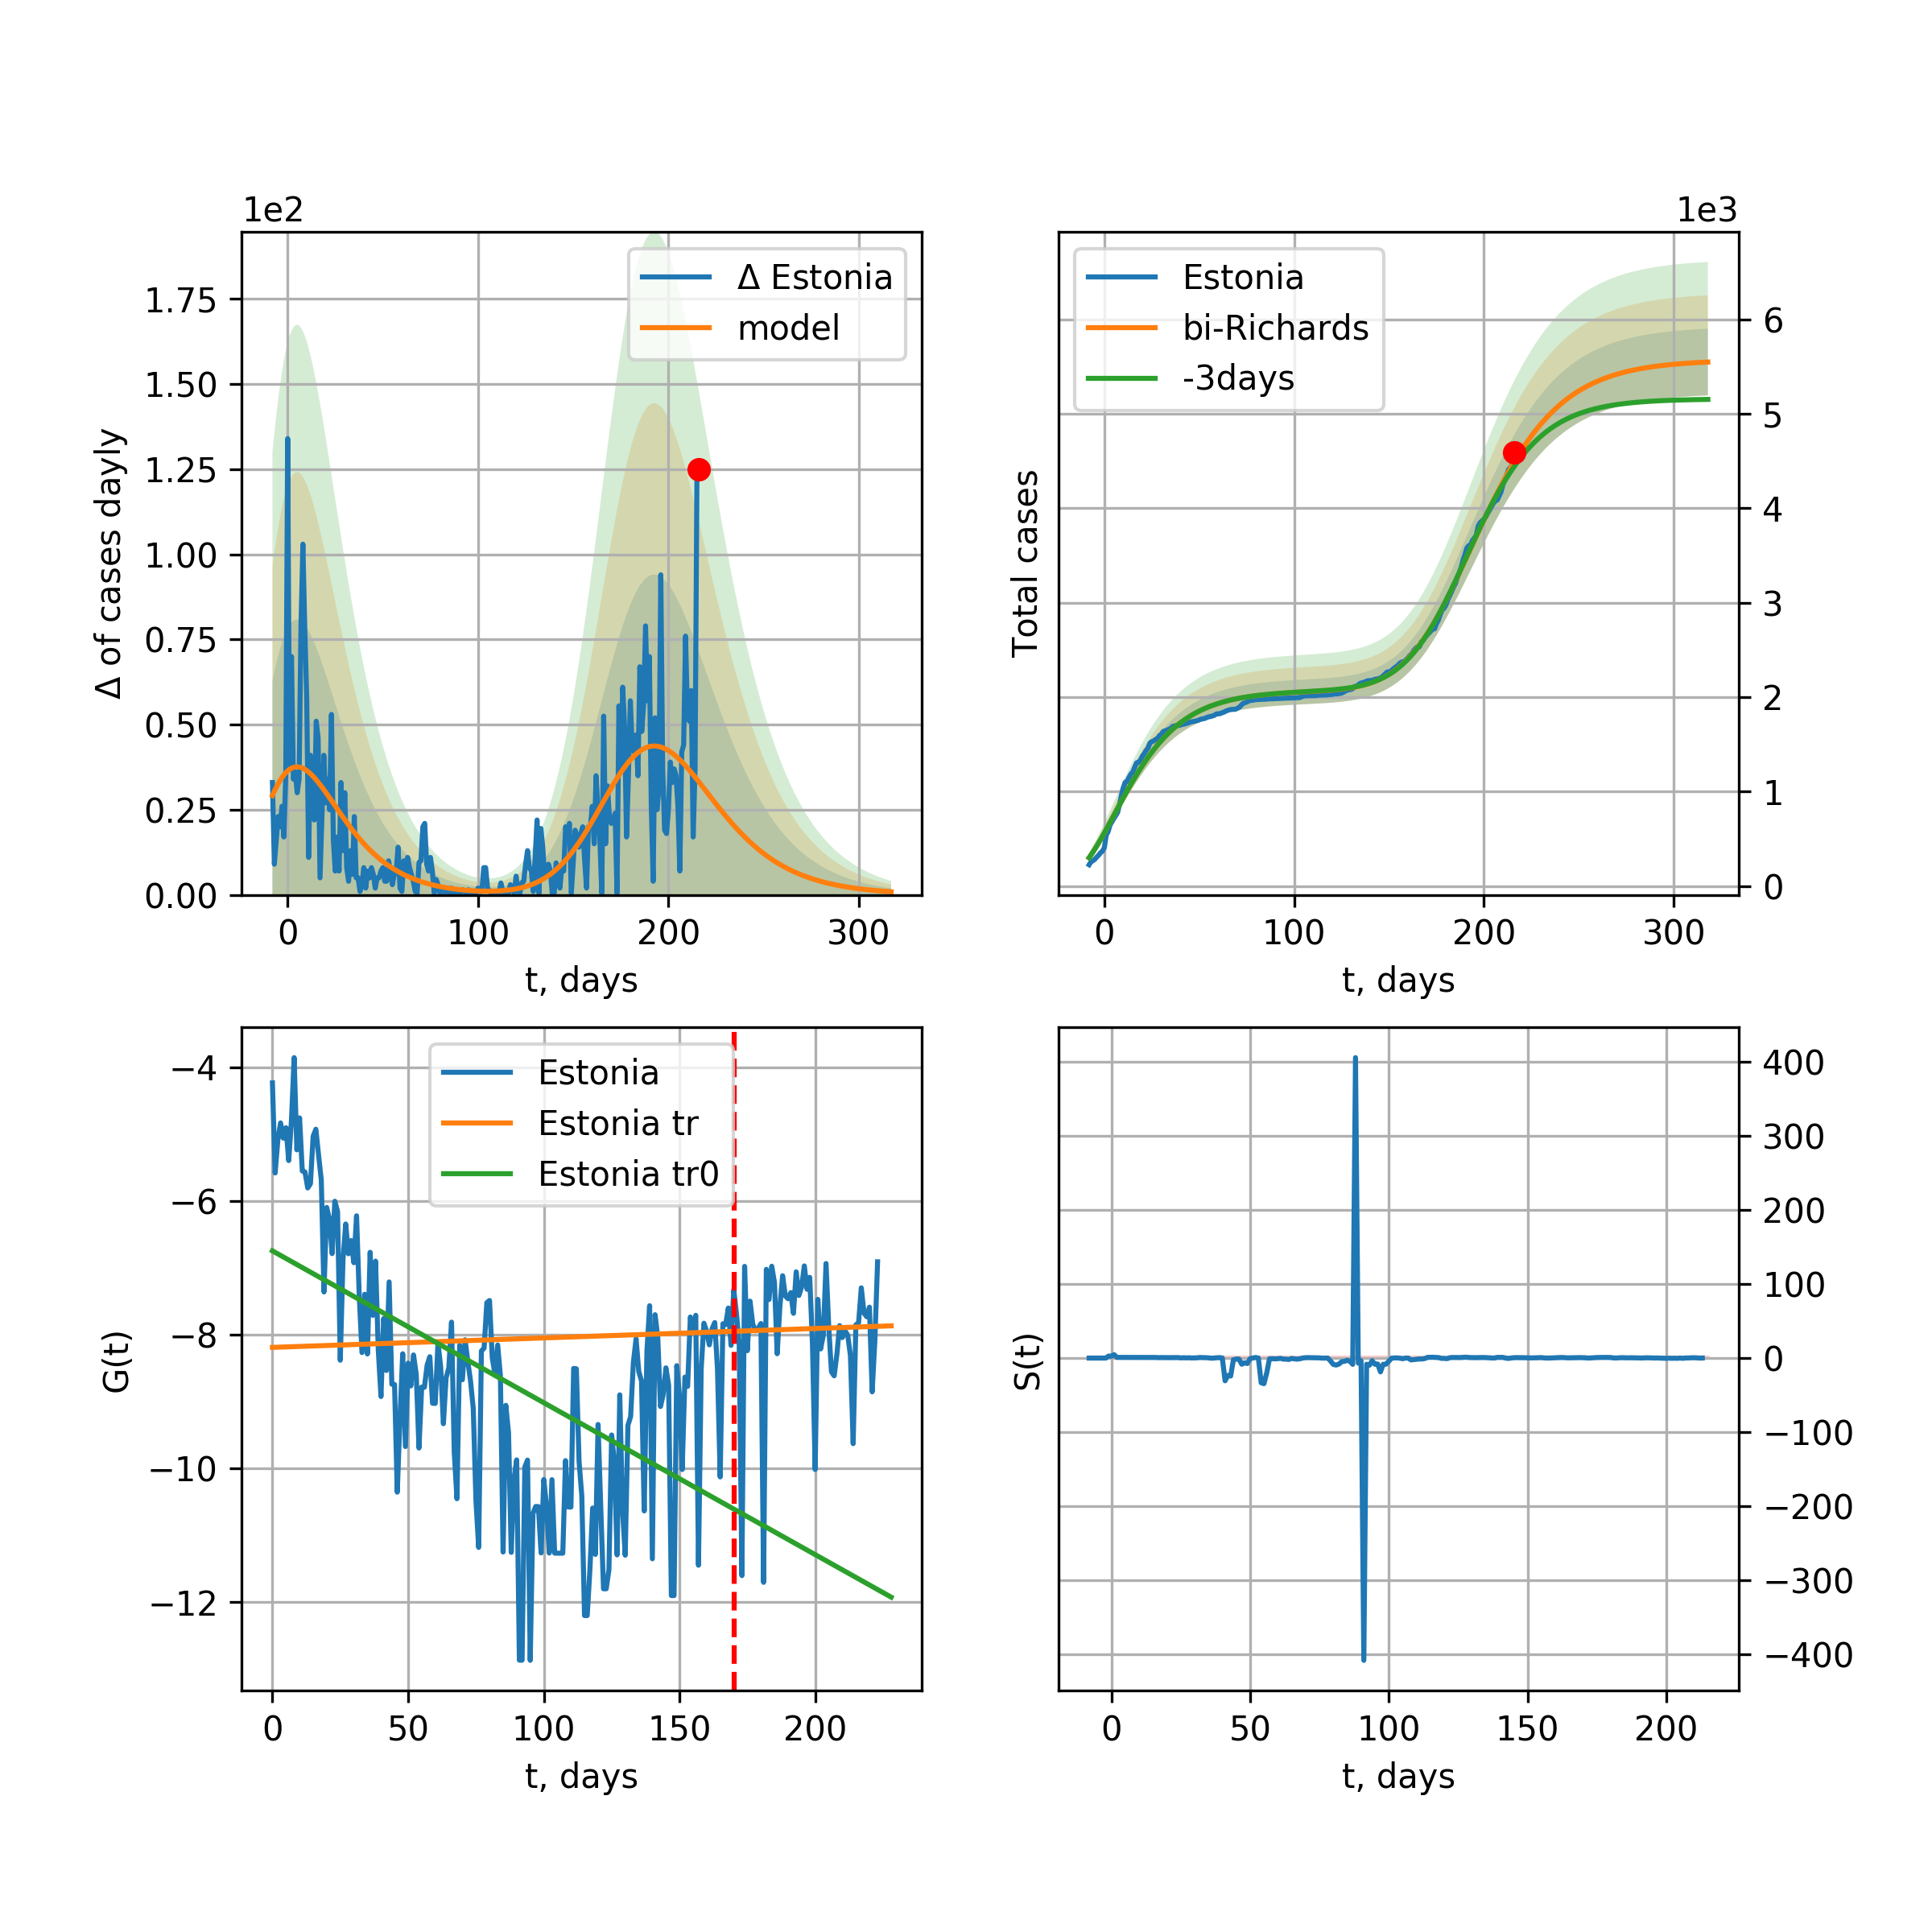 1e2
Δ of cases dayly
1.75
1.50
1.25
1.00
0.75
0.50
0.25
0.00
Δ Estonia
model
0
100
200
300
t, days
1e3
Total cases
Estonia
bi-Richards
-3days
6
5
4
3
2
1
0
0
100
200
300
t, days
G(t)
−4
−6
−8
−10
−12
Estonia
Estonia tr
Estonia tr0
0
50
100
150
200
t, days
S(t)
400
300
200
100
0
−100
−200
−300
−400
0
50
100
150
200
t, days